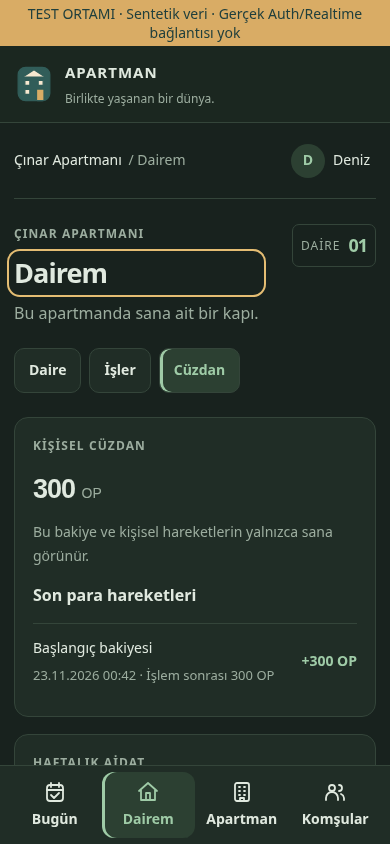 TEST ORTAMI · Sentetik veri · Gerçek Auth/Realtime
bağlantısı yok
APARTMAN
Birlikte yaşanan bir dünya.
Çınar Apartmanı / Dairem
D Deniz
ÇINAR APARTMANI
DAİRE 01
Dairem
Bu apartmanda sana ait bir kapı.
Daire İşler Cüzdan
KİŞİSEL CÜZDAN
300 OP
Bu bakiye ve kişisel hareketlerin yalnızca sana
görünür.
Son para hareketleri
Başlangıç bakiyesi
+300 OP
23.11.2026 00:42 · İşlem sonrası 300 OP
HAFTALIK AİDAT
Bugün Dairem Apartman Komşular